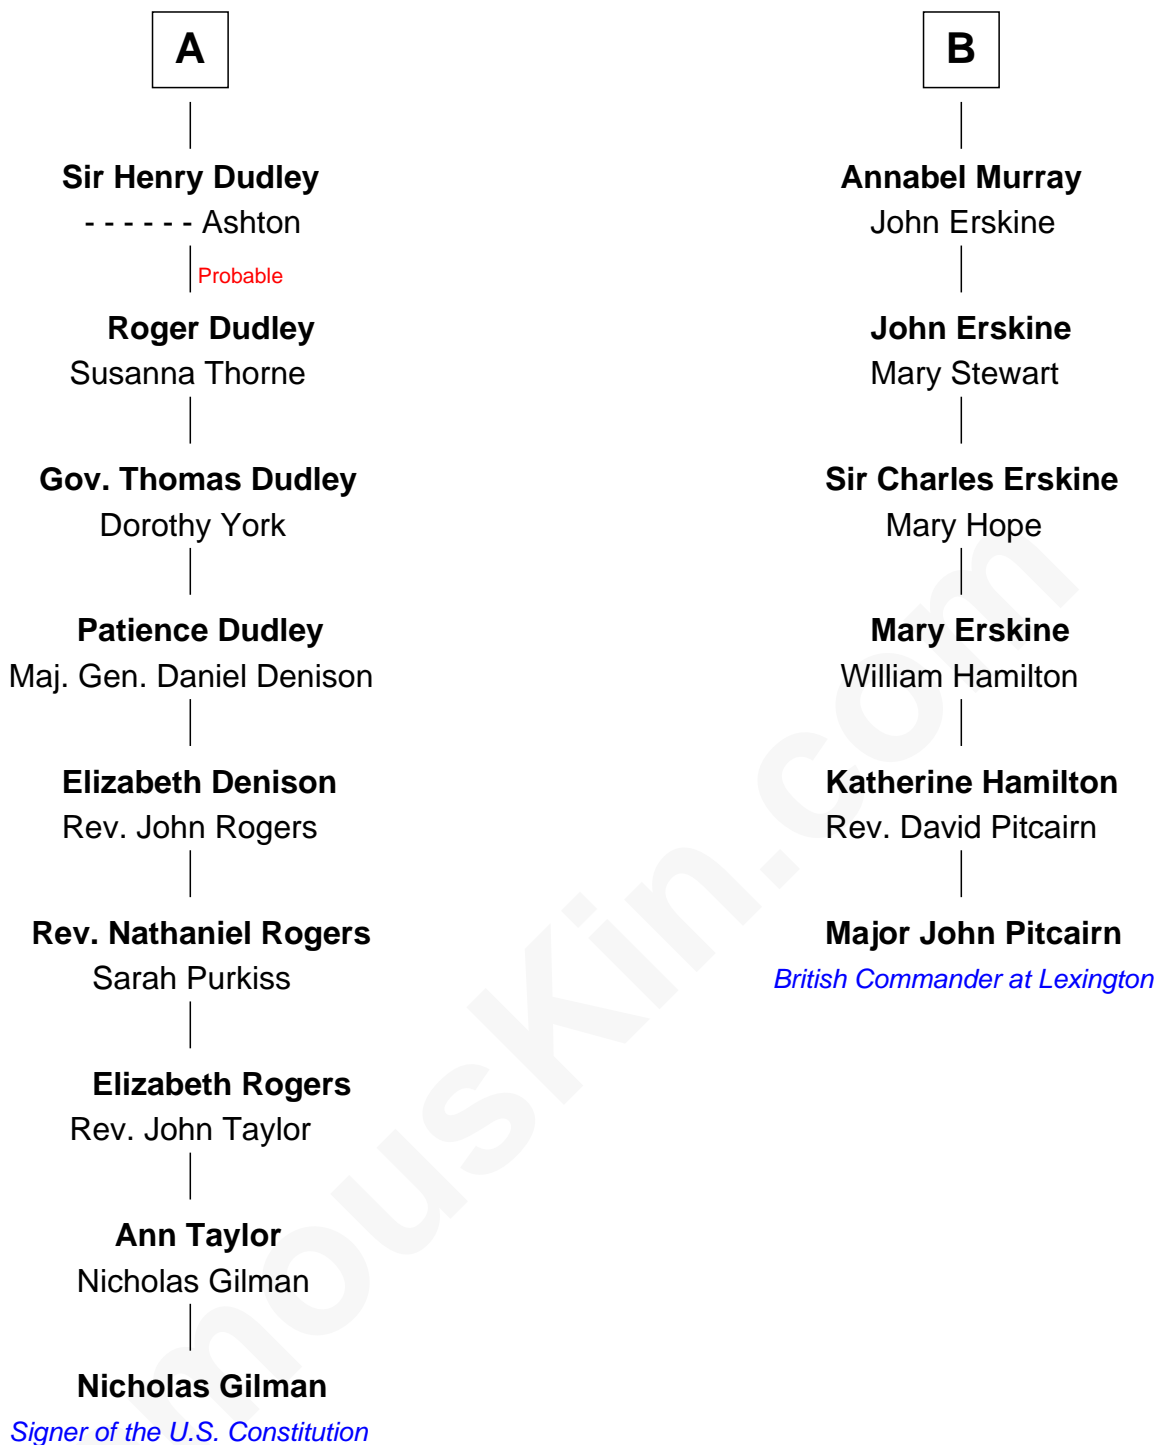 A
Sir Henry Dudley
- - - - - - Ashton
Probable
Roger Dudley
Susanna Thorne
Gov. Thomas Dudley
Dorothy York
Patience Dudley
Maj. Gen. Daniel Denison
Elizabeth Denison
Rev. John Rogers
Rev. Nathaniel Rogers
Sarah Purkiss
Elizabeth Rogers
Rev. John Taylor
Ann Taylor
Nicholas Gilman
Nicholas Gilman
Signer of the U.S. Constitution
B
Annabel Murray
John Erskine
John Erskine
Mary Stewart
Sir Charles Erskine
Mary Hope
Mary Erskine
William Hamilton
Katherine Hamilton
Rev. David Pitcairn
Major John Pitcairn
British Commander at Lexington
mousKin.com